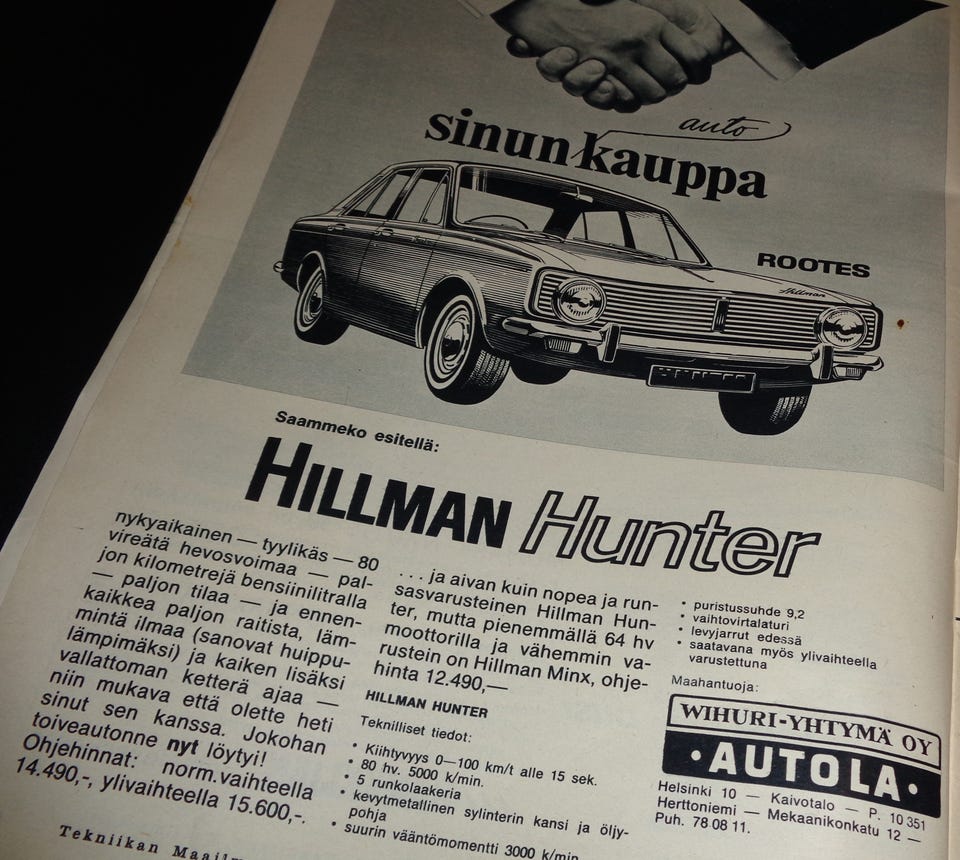 auto
sinunkauppa
ROOTES
Hillman
HUNTER
Saammeko esitellä:
HILLMAN Hunter
nykyaikainen — tyylikäs — 80
vireätä hevosvoimaa — pal-
jon kilometrejä bensiinilitralla
— paljon tilaa — ja ennen-
kaikkea paljon raitista, läm-
mintä ilmaa (sanovat huippu-
lämpimäksi) ja kaiken lisäksi
vallattoman ketterä ajaa —
niin mukava että olette heti
sinut sen kanssa. Jokohan
toiveautonne nyt löytyi!
Ohjehinnat: norm.vaihteella
14.490,-, ylivaihteella 15.600,-.
... ja aivan kuin nopea ja run-
sasvarusteinen Hillman Hun-
ter, mutta pienemmällä 64 hv
moottorilla ja vähemmin va-
rustein on Hillman Minx, ohje-
hinta 12.490,—
HILLMAN HUNTER
Teknilliset tiedot:
• Kiihtyvyys 0—100 km/t alle 15 sek.
• 80 hv. 5000 k/min.
• 5 runkolaakeria
• kevytmetallinen sylinterin kansi ja öljy-
pohja
• suurin vääntömomentti 3000 k/min.
• puristussuhde 9,2
• vaihtovirtalaturi
• levyjarrut edessä
• saatavana myös ylivaihteella
varustettuna
Maahantuoja:
WIHURI-YHTYMÄ OY
• AUTOLA •
Helsinki 10 — Kaivotalo — P. 10 351
Herttoniemi — Mekaanikonkatu 12 —
Puh. 78 08 11.
Tekniikan